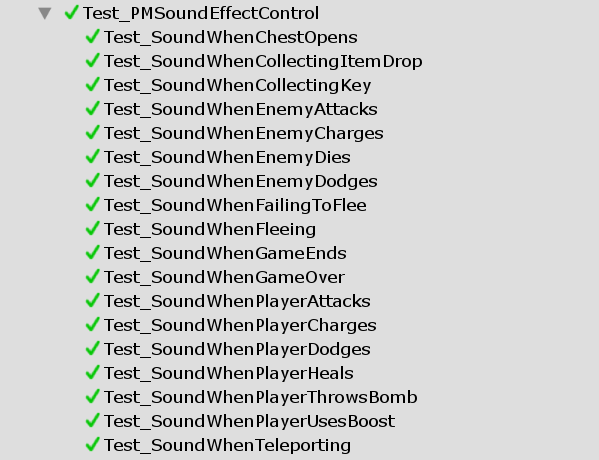 Test_PMSoundEffectControl
Test_SoundWhenChestOpens
Test_SoundWhenCollectingItemDrop
Test_SoundWhenCollectingKey
Test_SoundWhenEnemyAttacks
Test_SoundWhenEnemyCharges
Test_SoundWhenEnemyDies
Test_SoundWhenEnemyDodges
Test_SoundWhenFailingToFlee
Test_SoundWhenFleeing
Test_SoundWhenGameEnds
Test_SoundWhenGameOver
Test_SoundWhenPlayerAttacks
Test_SoundWhenPlayerCharges
Test_SoundWhenPlayerDodges
Test_SoundWhenPlayerHeals
Test_SoundWhenPlayerThrowsBomb
Test_SoundWhenPlayerUsesBoost
Test_SoundWhenTeleporting